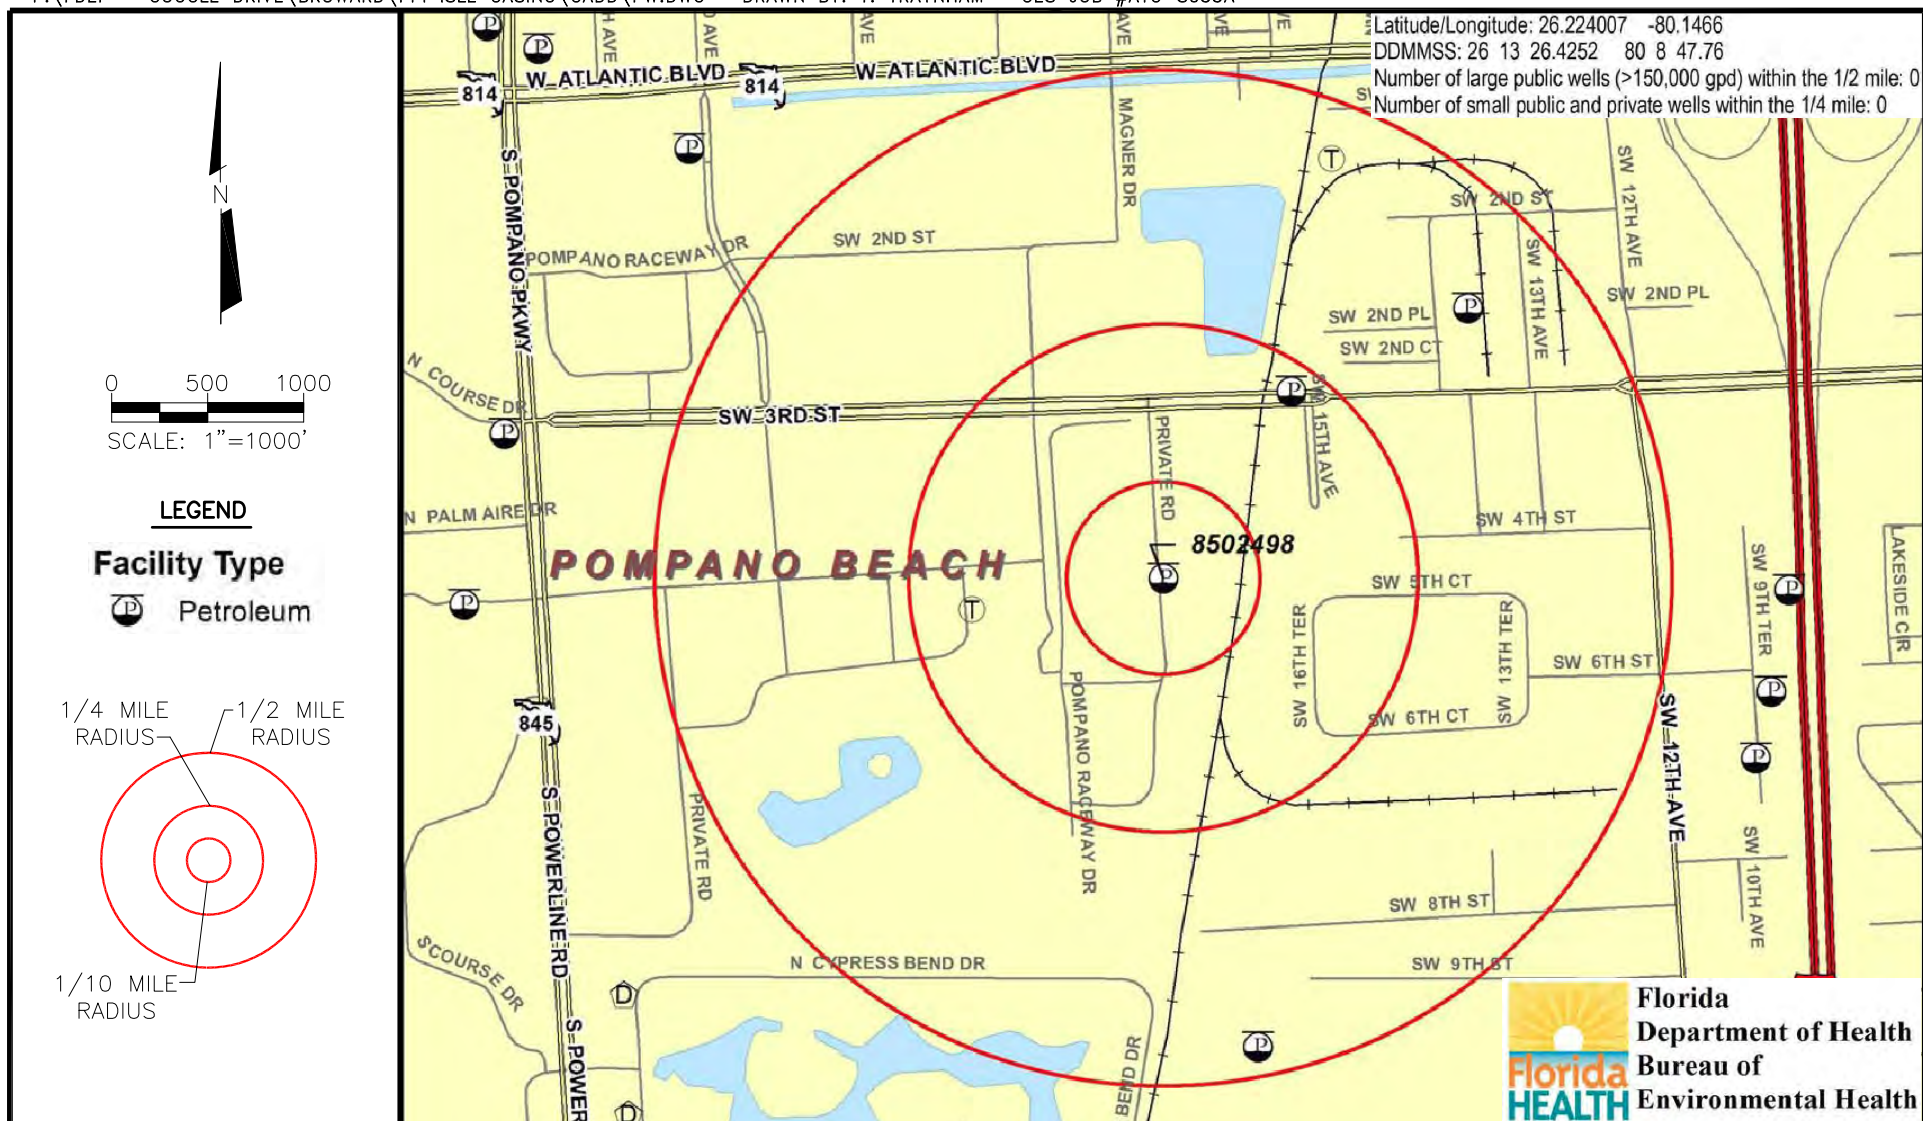 Latitude/Longitude: 26.224007 -80.1466
DDMMSS: 26 13 26.4252 80 8 47.76
Number of large public wells (>150,000 gpd) within the 1/2 mile: 0
Number of small public and private wells within the 1/4 mile: 0
N
0 500 1000
SCALE: 1"=1000'
LEGEND
Facility Type
P Petroleum
1/4 MILE
RADIUS
1/2 MILE
RADIUS
1/10 MILE
RADIUS
W ATLANTIC BLVD
W ATLANTIC BLVD
814
814
S POMPANO PKWY
MAGNER DR
POMPANO RACEWAY DR
SW 2ND ST
SW 2ND ST
SW 12TH AVE
SW 13TH AVE
SW 2ND PL
SW 2ND PL
SW 2ND CT
N COURSE DR
SW 3RD ST
SW 15TH AVE
PRIVATE RD
N PALM AIRE DR
SW 4TH ST
POMPANO BEACH
8502498
SW 5TH CT
SW 16TH TER
SW 13TH TER
SW 6TH ST
SW 6TH CT
SW 9TH TER
LAKESIDE CIR
845
POMPANO RACEWAY DR
SW 12TH AVE
PRIVATE RD
S POWERLINE RD
SW 10TH AVE
SW 8TH ST
SW 9TH ST
S COURSE DR
N CYPRESS BEND DR
BEND DR
S POWER
P
P
P
P
P
P
P
P
P
P
P
P
T
T
D
D
Florida
HEALTH
Florida
Department of Health
Bureau of
Environmental Health